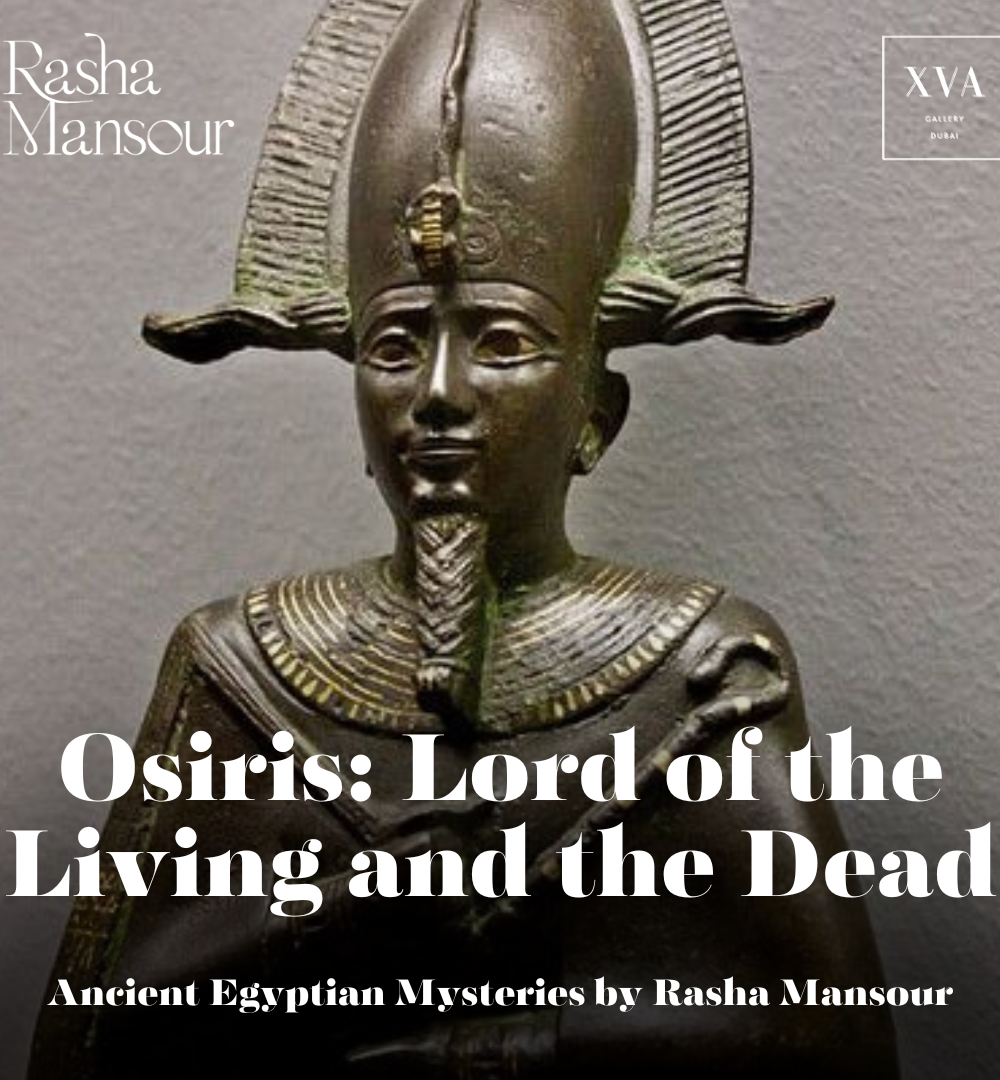 Rasha
Mansour
XVA
GALLERY
DUBAI
Osiris: Lord of the
Living and the Dead
Ancient Egyptian Mysteries by Rasha Mansour